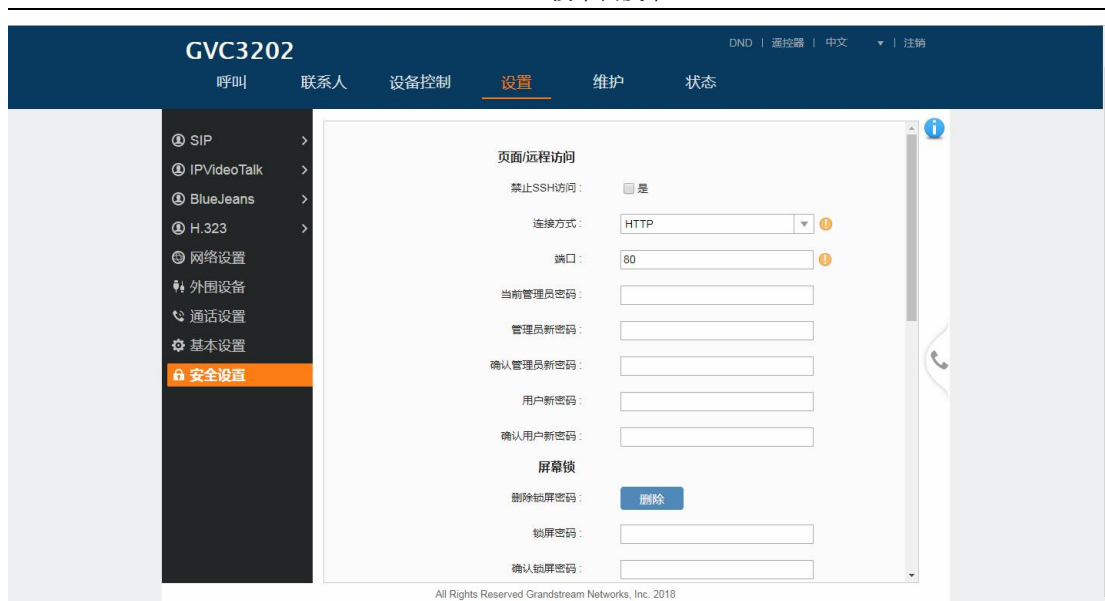 GVC3202
DND | 遥控器 | 中文 ▼ | 注销
呼叫 联系人 设备控制 设置 维护 状态
SIP
IPVideoTalk
BlueJeans
H.323
网络设置
外围设备
通话设置
基本设置
安全设置
页面/远程访问
禁止SSH访问 : 是
连接方式 : HTTP
端口 : 80
当前管理员密码 :
管理员新密码 :
确认管理员新密码 :
用户新密码 :
确认用户新密码 :
屏幕锁
删除锁屏密码 : 删除
锁屏密码 :
确认锁屏密码 :
All Rights Reserved Grandstream Networks, Inc. 2018